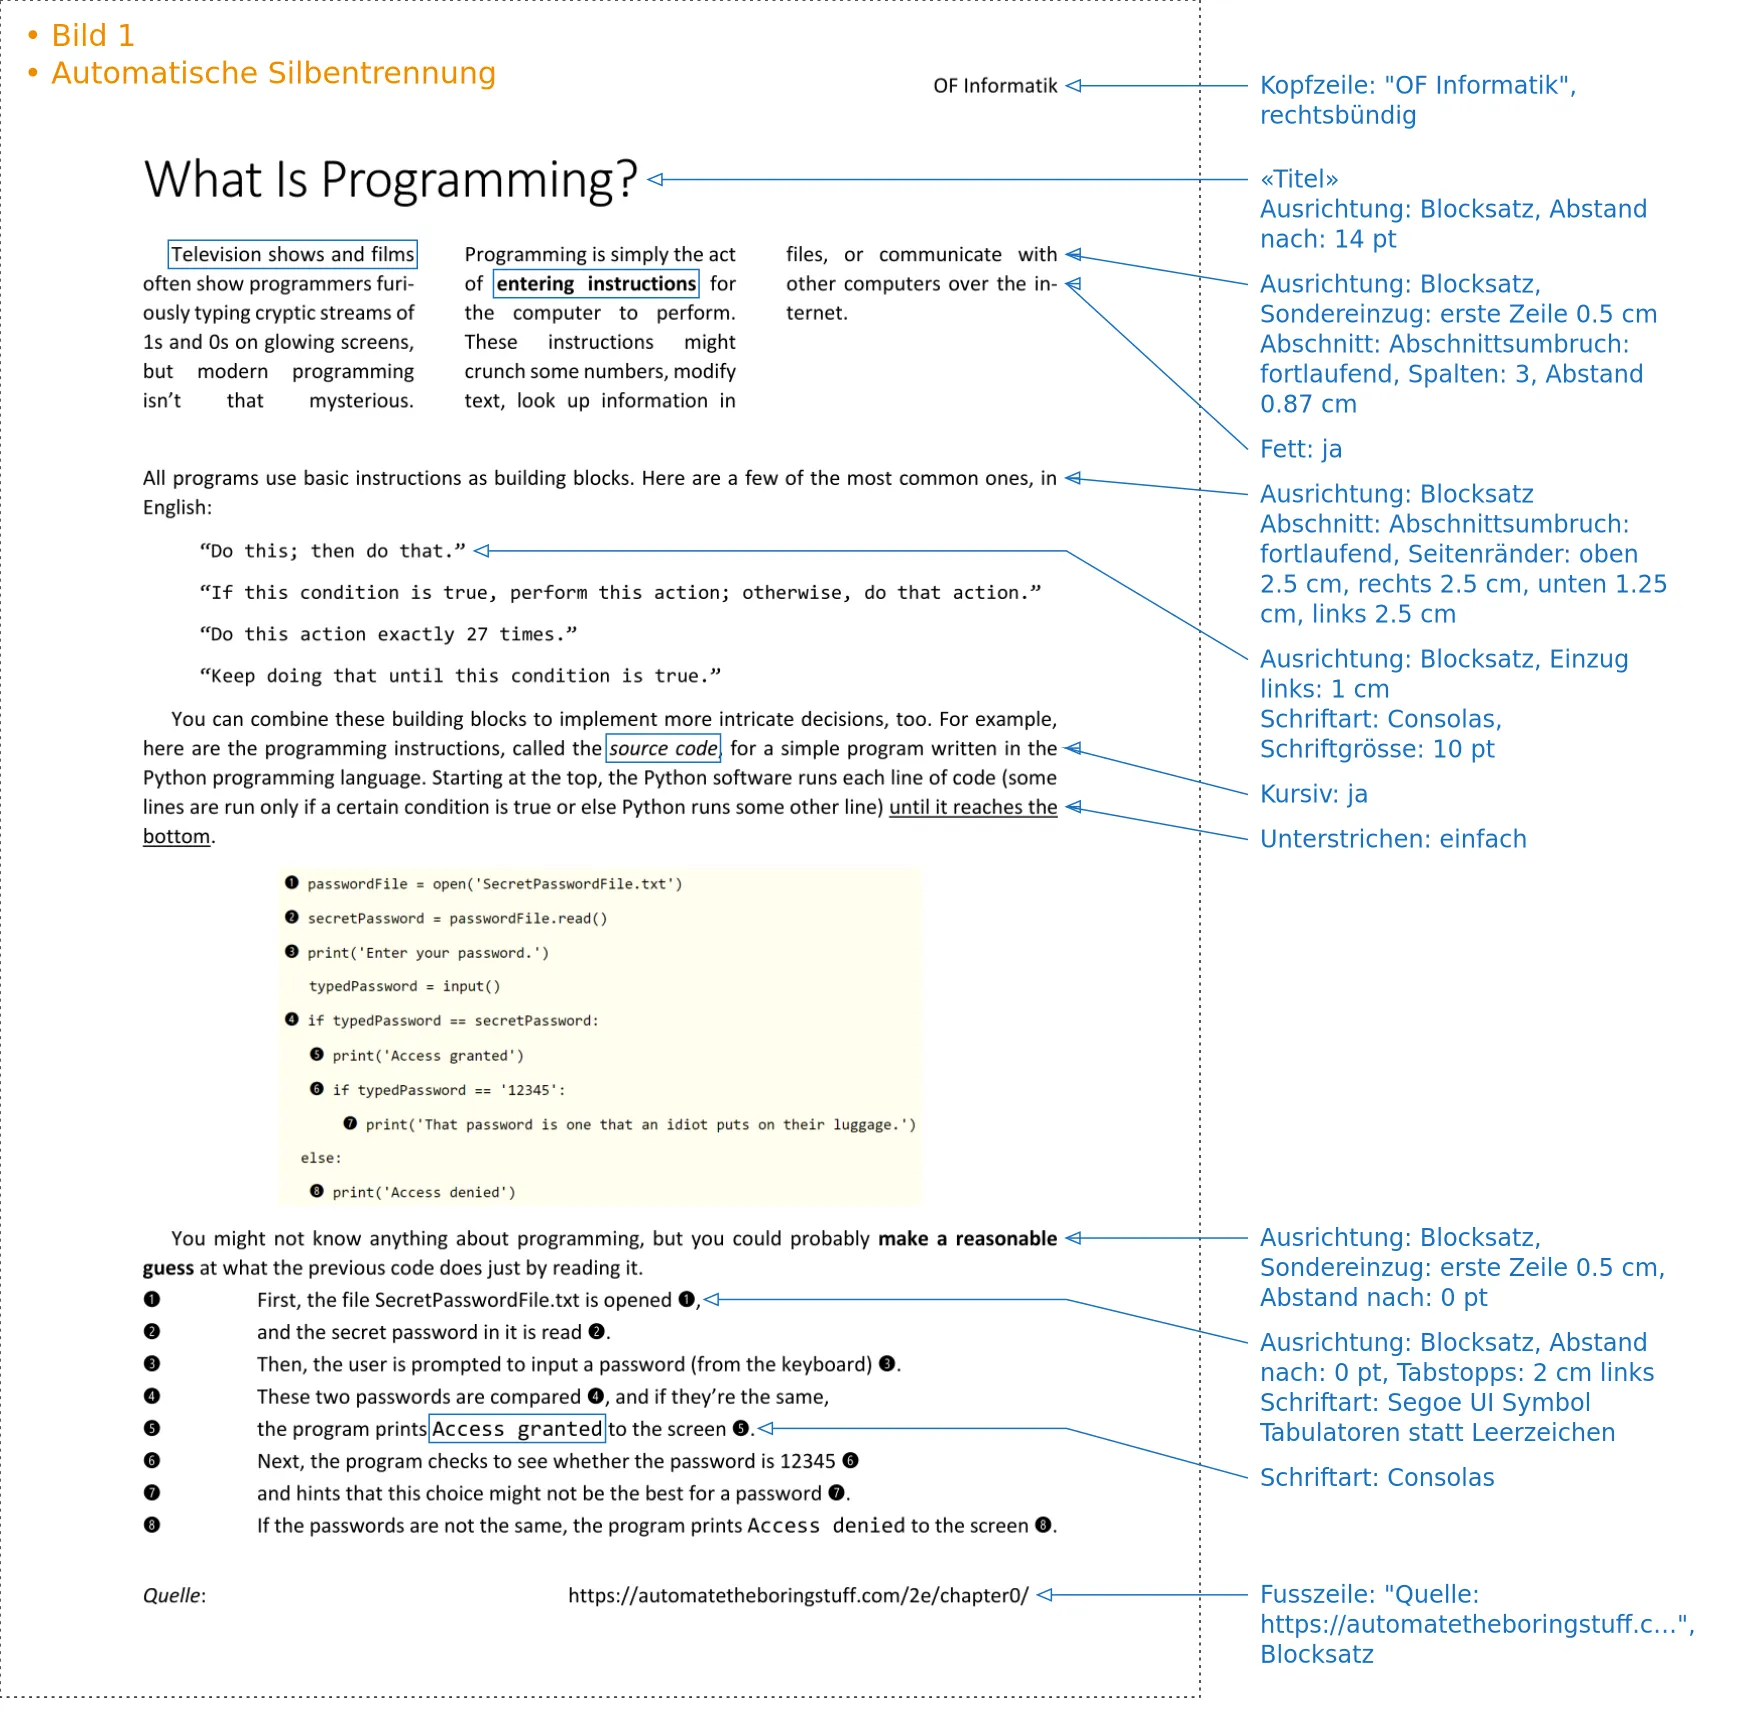 • Bild 1
• Automatische Silbentrennung
OF Informatik
What Is Programming?
Television shows and films
often show programmers furi-
ously typing cryptic streams of
1s and 0s on glowing screens,
but modern programming
isn’t that mysterious.
Programming is simply the act
of entering instructions for
the computer to perform.
These instructions might
crunch some numbers, modify
text, look up information in
files, or communicate with
other computers over the in-
ternet.
All programs use basic instructions as building blocks. Here are a few of the most common ones, in
English:
“Do this; then do that.”
“If this condition is true, perform this action; otherwise, do that action.”
“Do this action exactly 27 times.”
“Keep doing that until this condition is true.”
You can combine these building blocks to implement more intricate decisions, too. For example,
here are the programming instructions, called the source code, for a simple program written in the
Python programming language. Starting at the top, the Python software runs each line of code (some
lines are run only if a certain condition is true or else Python runs some other line) until it reaches the
bottom.
❶ passwordFile = open('SecretPasswordFile.txt')
❷ secretPassword = passwordFile.read()
❸ print('Enter your password.')
typedPassword = input()
❹ if typedPassword == secretPassword:
❺ print('Access granted')
❻ if typedPassword == '12345':
❼ print('That password is one that an idiot puts on their luggage.')
else:
❽ print('Access denied')
You might not know anything about programming, but you could probably make a reasonable
guess at what the previous code does just by reading it.
❶ First, the file SecretPasswordFile.txt is opened ❶,
❷ and the secret password in it is read ❷.
❸ Then, the user is prompted to input a password (from the keyboard) ❸.
❹ These two passwords are compared ❹, and if they’re the same,
❺ the program prints Access granted to the screen ❺.
❻ Next, the program checks to see whether the password is 12345 ❻
❼ and hints that this choice might not be the best for a password ❼.
❽ If the passwords are not the same, the program prints Access denied to the screen ❽.
Quelle: https://automatetheboringstuff.com/2e/chapter0/
Kopfzeile: "OF Informatik",
rechtsbündig
«Titel»
Ausrichtung: Blocksatz, Abstand
nach: 14 pt
Ausrichtung: Blocksatz,
Sondereinzug: erste Zeile 0.5 cm
Abschnitt: Abschnittsumbruch:
fortlaufend, Spalten: 3, Abstand
0.87 cm
Fett: ja
Ausrichtung: Blocksatz
Abschnitt: Abschnittsumbruch:
fortlaufend, Seitenränder: oben
2.5 cm, rechts 2.5 cm, unten 1.25
cm, links 2.5 cm
Ausrichtung: Blocksatz, Einzug
links: 1 cm
Schriftart: Consolas,
Schriftgrösse: 10 pt
Kursiv: ja
Unterstrichen: einfach
Ausrichtung: Blocksatz,
Sondereinzug: erste Zeile 0.5 cm,
Abstand nach: 0 pt
Ausrichtung: Blocksatz, Abstand
nach: 0 pt, Tabstopps: 2 cm links
Schriftart: Segoe UI Symbol
Tabulatoren statt Leerzeichen
Schriftart: Consolas
Fusszeile: "Quelle:
https://automatetheboringstuff.c...",
Blocksatz